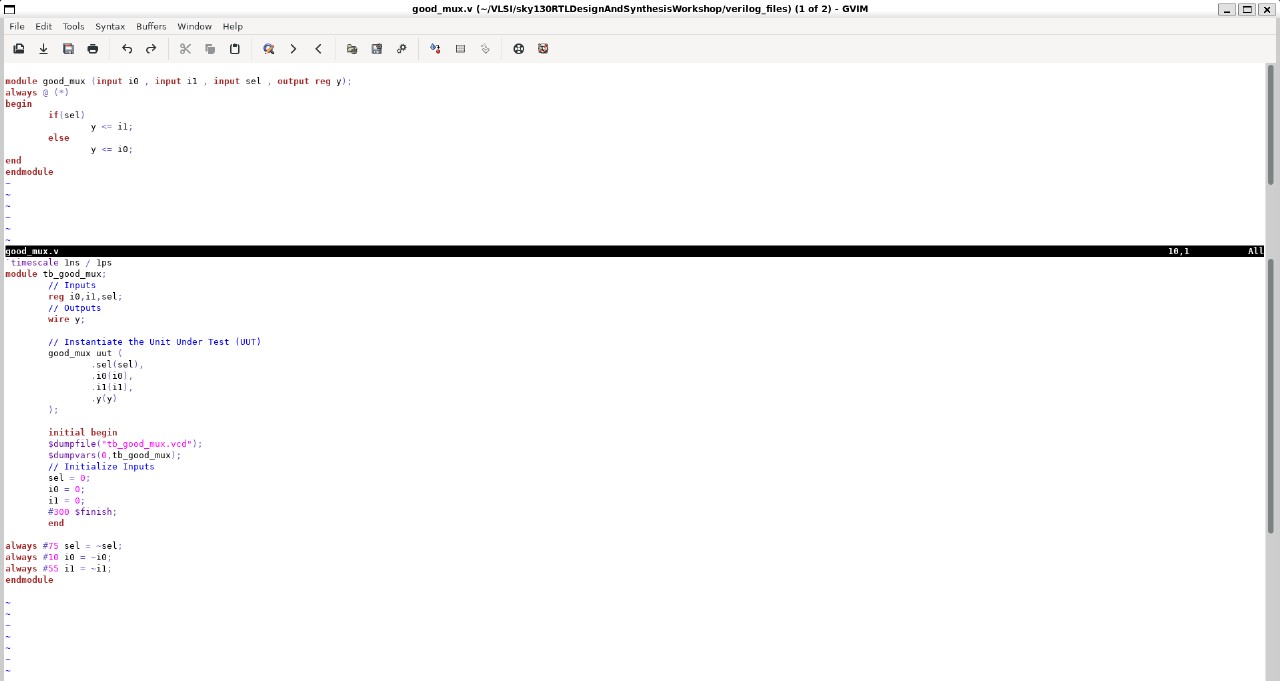 good_mux.v (~/VLSI/sky130RTLDesignAndSynthesisWorkshop/verilog_files) (1 of 2) - GVIM
File Edit Tools Syntax Buffers Window Help
module good_mux (input i0 , input i1 , input sel , output reg y);
always @ (*)
begin
        if(sel)
                y <= i1;
        else
                y <= i0;
end
endmodule
~
~
~
~
~
~
good_mux.v 10,1 All
`timescale 1ns / 1ps
module tb_good_mux;
        // Inputs
        reg i0,i1,sel;
        // Outputs
        wire y;
        // Instantiate the Unit Under Test (UUT)
        good_mux uut (
                .sel(sel),
                .i0(i0),
                .i1(i1),
                .y(y)
        );
        initial begin
        $dumpfile("tb_good_mux.vcd");
        $dumpvars(0,tb_good_mux);
        // Initialize Inputs
        sel = 0;
        i0 = 0;
        i1 = 0;
        #300 $finish;
        end
always #75 sel = ~sel;
always #10 i0 = ~i0;
always #55 i1 = ~i1;
endmodule
~
~
~
~
~
~
~